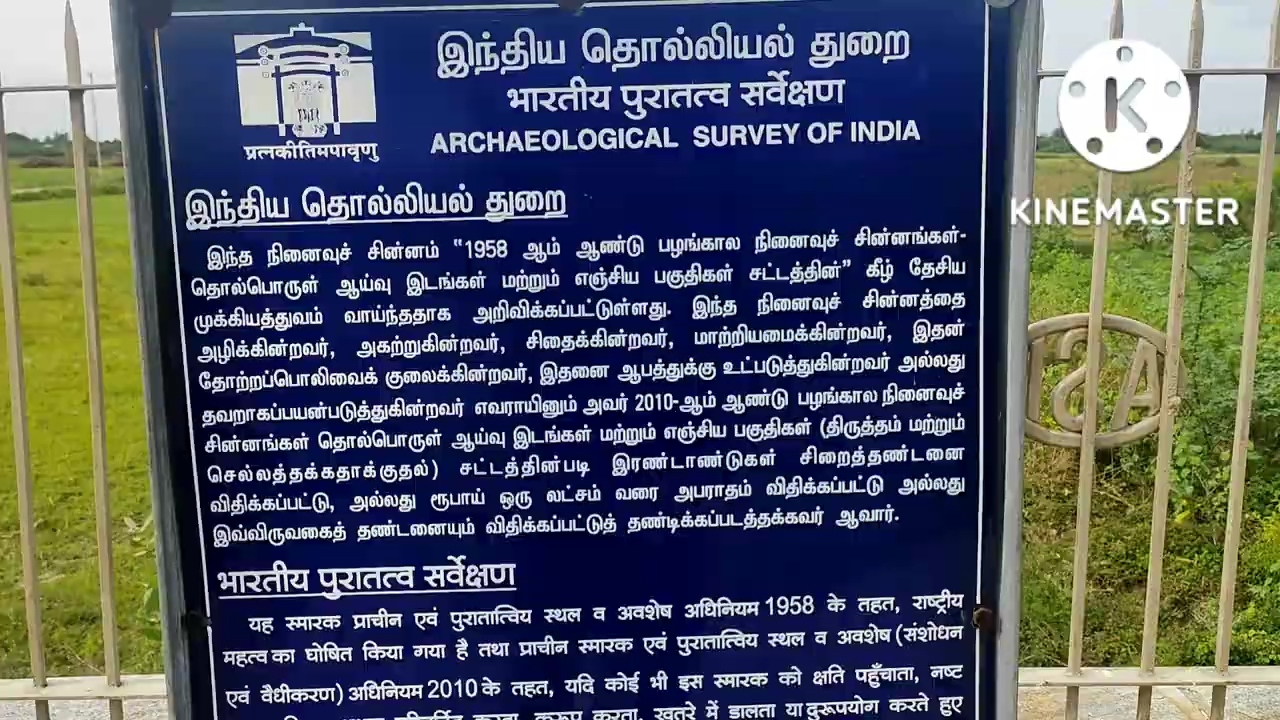 இந்திய தொல்லியல் துறை
भारतीय पुरातत्व सर्वेक्षण
ARCHAEOLOGICAL SURVEY OF INDIA
प्रत्नकीर्तिमपावृणु
இந்திய தொல்லியல் துறை
இந்த நினைவுச் சின்னம் "1958 ஆம் ஆண்டு பழங்கால நினைவுச் சின்னங்கள்-
தொல்பொருள் ஆய்வு இடங்கள் மற்றும் எஞ்சிய பகுதிகள் சட்டத்தின்" கீழ் தேசிய
முக்கியத்துவம் வாய்ந்ததாக அறிவிக்கப்பட்டுள்ளது. இந்த நினைவுச் சின்னத்தை
அழிக்கின்றவர், அகற்றுகின்றவர், சிதைக்கின்றவர், மாற்றியமைக்கின்றவர், இதன்
தோற்றப்பொலிவைக் குலைக்கின்றவர், இதனை ஆபத்துக்கு உட்படுத்துகின்றவர் அல்லது
தவறாகப்பயன்படுத்துகின்றவர் எவராயினும் அவர் 2010-ஆம் ஆண்டு பழங்கால நினைவுச்
சின்னங்கள் தொல்பொருள் ஆய்வு இடங்கள் மற்றும் எஞ்சிய பகுதிகள் (திருத்தம் மற்றும்
செல்லத்தக்கதாக்குதல்) சட்டத்தின்படி இரண்டாண்டுகள் சிறைத்தண்டனை
விதிக்கப்பட்டு, அல்லது ரூபாய் ஒரு லட்சம் வரை அபராதம் விதிக்கப்பட்டு அல்லது
இவ்விருவகைத் தண்டனையும் விதிக்கப்பட்டுத் தண்டிக்கப்படத்தக்கவர் ஆவார்.
भारतीय पुरातत्व सर्वेक्षण
यह स्मारक प्राचीन एवं पुरातात्विय स्थल व अवशेष अधिनियम 1958 के तहत, राष्ट्रीय
महत्व का घोषित किया गया है तथा प्राचीन स्मारक एवं पुरातात्विय स्थल व अवशेष (संशोधन
एवं वैधीकरण) अधिनियम 2010 के तहत, यदि कोई भी इस स्मारक को क्षति पहुँचाता, नष्ट
करता, कुरूप करता, खतरे में डालता या दुरूपयोग करते हुए
ASI
KINEMASTER